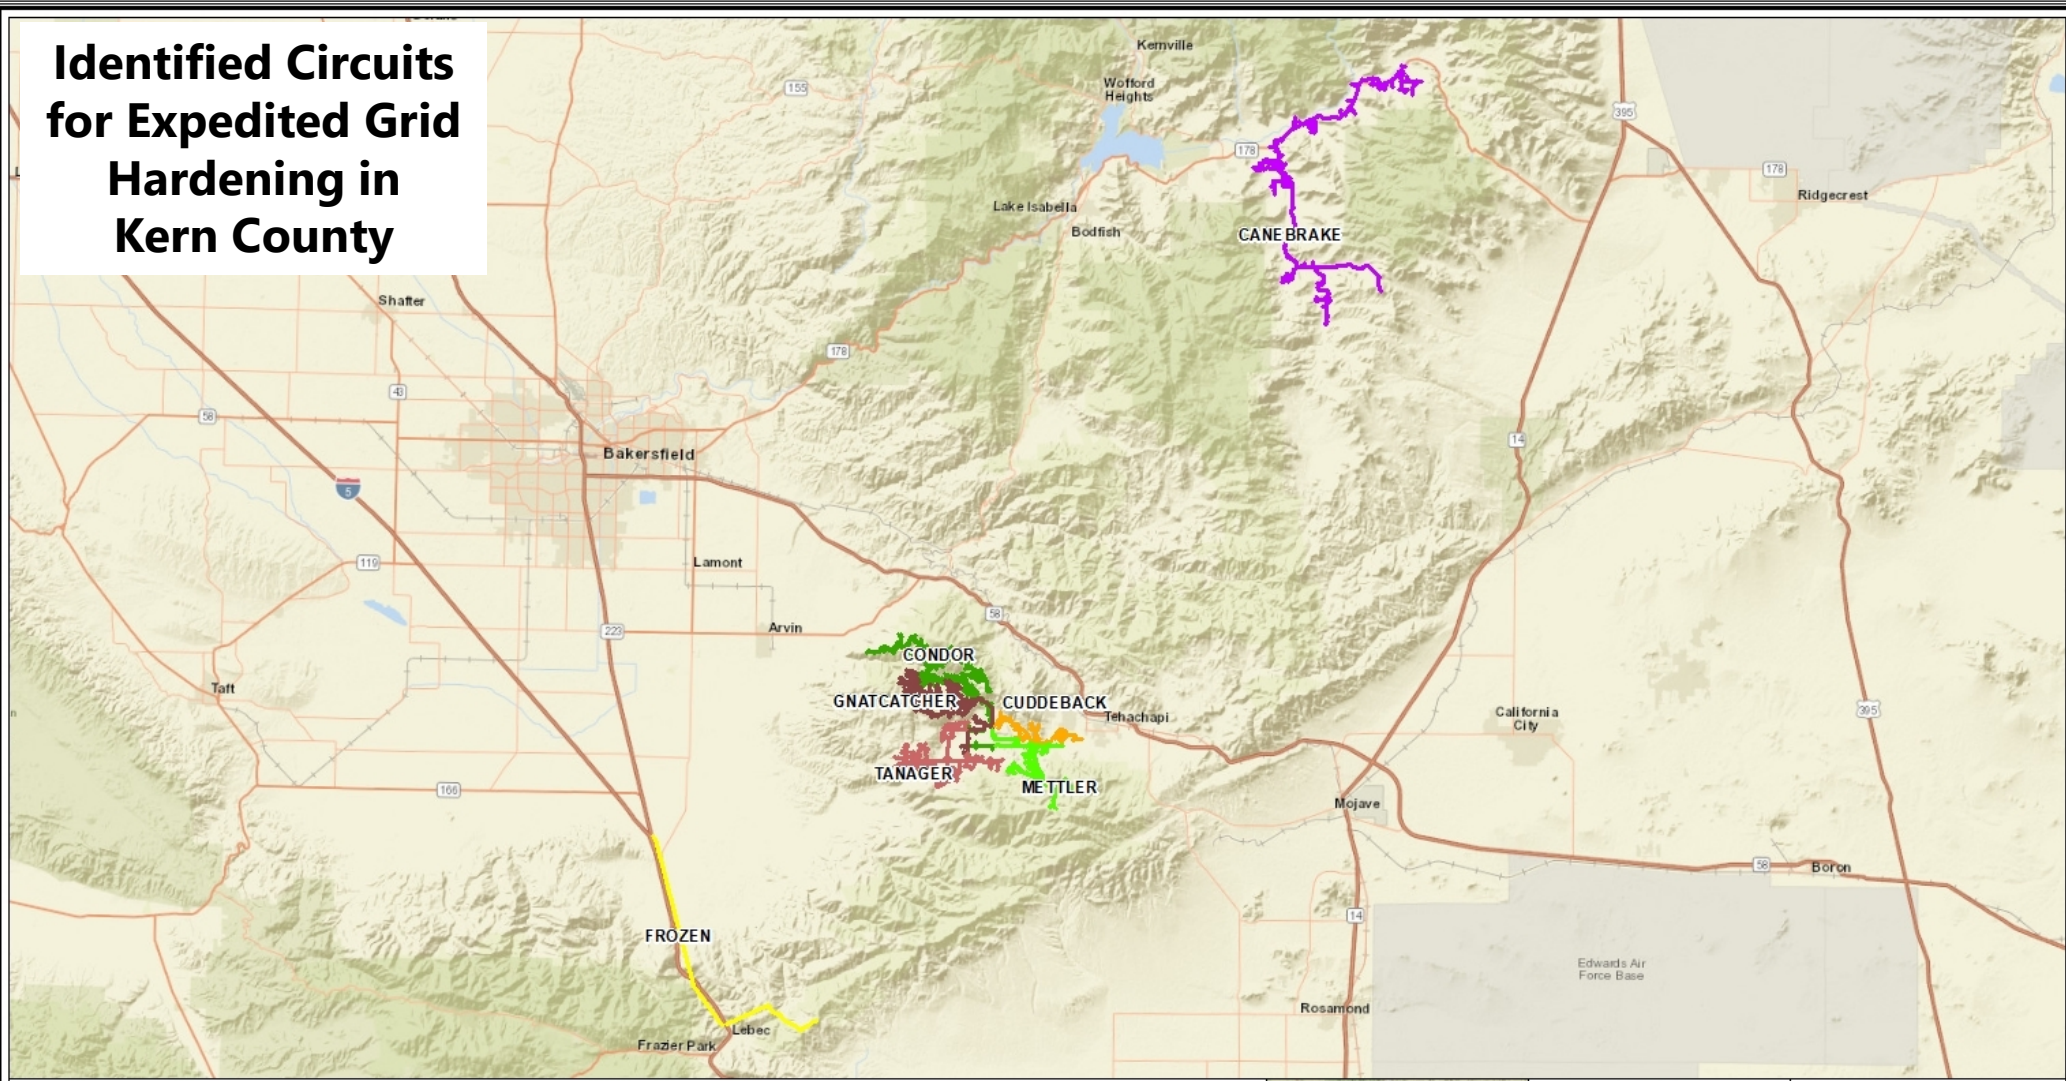 Identified Circuits
for Expedited Grid
Hardening in
Kern County
Kernville
Wofford
Heights
155
395
178
178
Ridgecrest
Lake Isabella
Bodfish
CANEBRAKE
Shafter
178
43
58
14
Bakersfield
5
119
Lamont
58
223
Arvin
CONDOR
Taft
GNATCATCHER
CUDDEBACK
Tehachapi
California
City
395
TANAGER
METTLER
166
Mojave
58
Boron
14
FROZEN
Edwards Air
Force Base
Rosamond
Lebec
Frazier Park